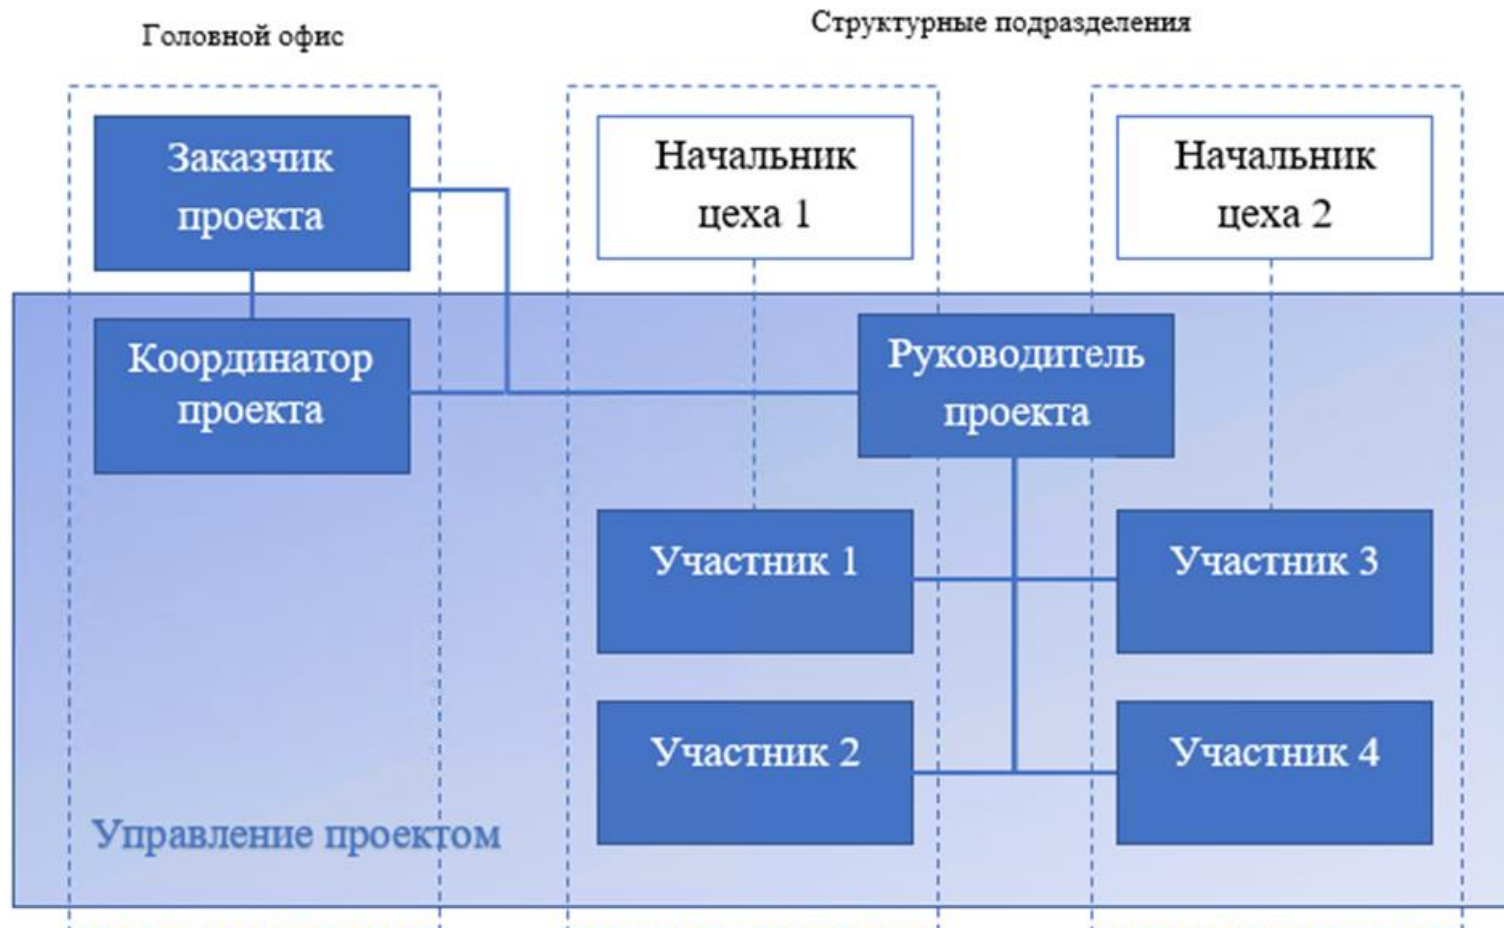 Головной офис
Структурные подразделения
Заказчик
проекта
Начальник
цеха 1
Начальник
цеха 2
Координатор
проекта
Руководитель
проекта
Участник 1
Участник 3
Участник 2
Участник 4
Управление проектом